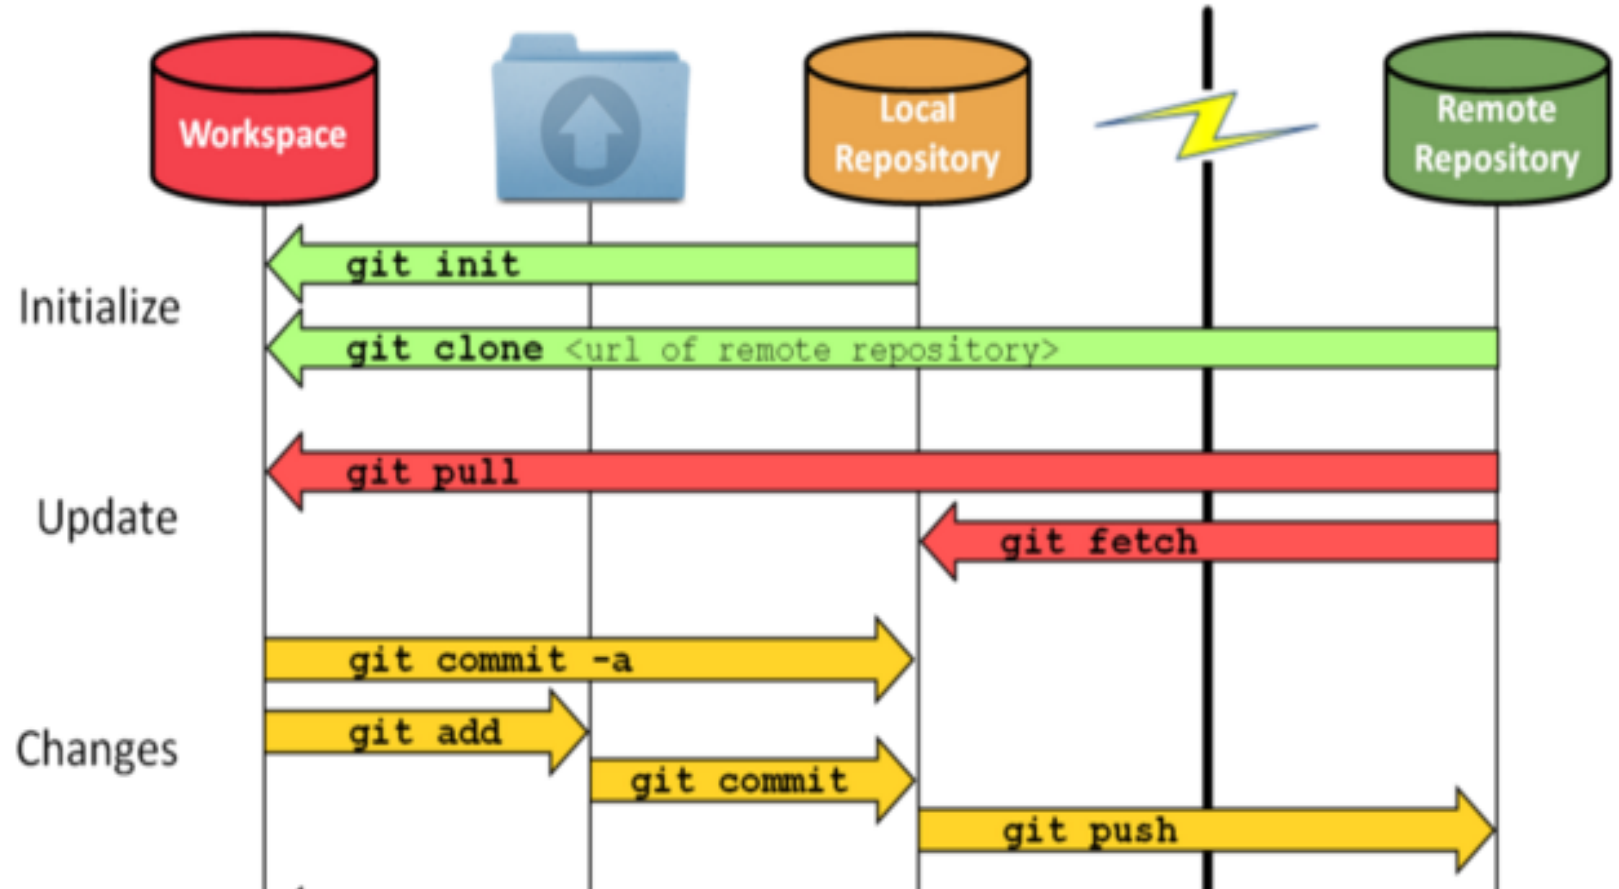 Workspace
Local
Repository
Remote
Repository
Initialize
git init
git clone <url of remote repository>
Update
git pull
git fetch
Changes
git commit -a
git add
git commit
git push